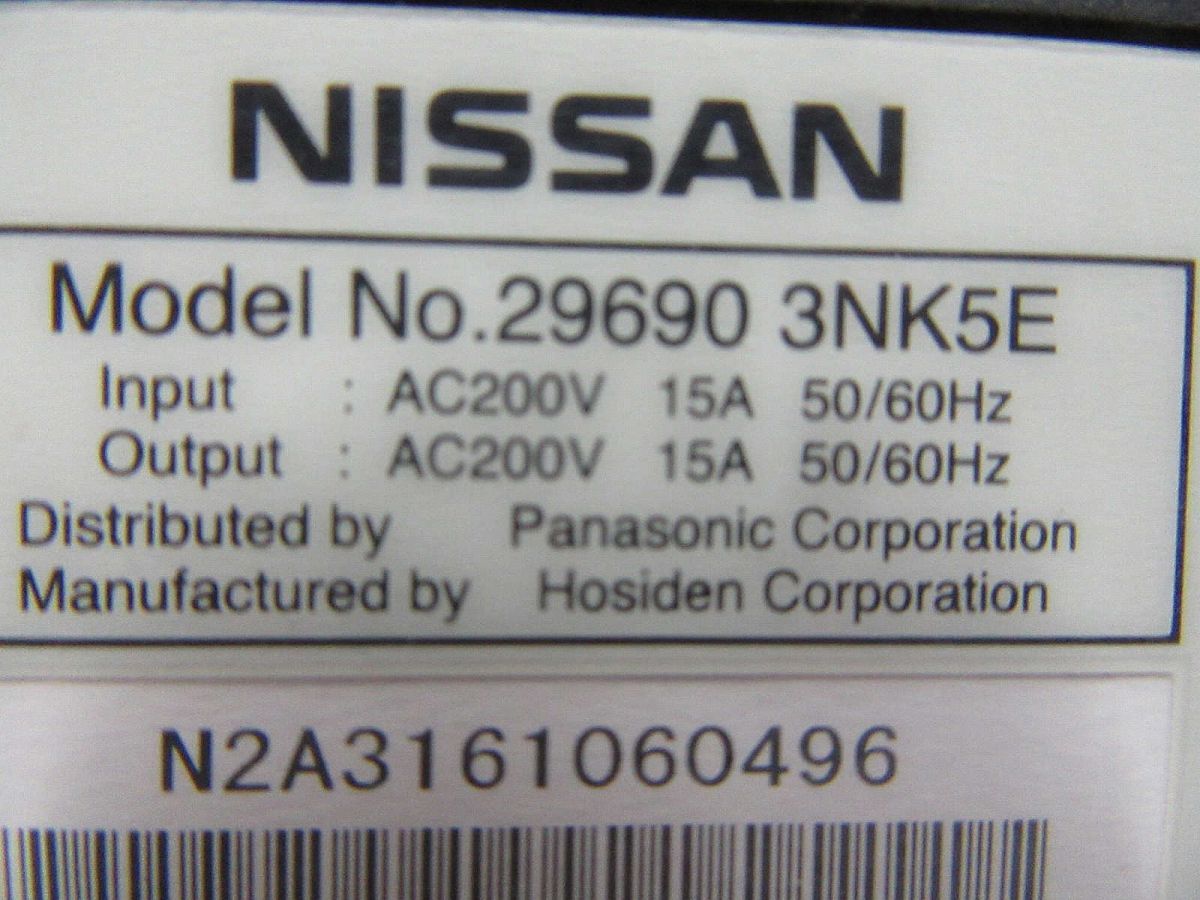 NISSAN
Model No.29690 3NK5E
Input : AC200V 15A 50/60Hz
Output : AC200V 15A 50/60Hz
Distributed by Panasonic Corporation
Manufactured by Hosiden Corporation
N2A3161060496